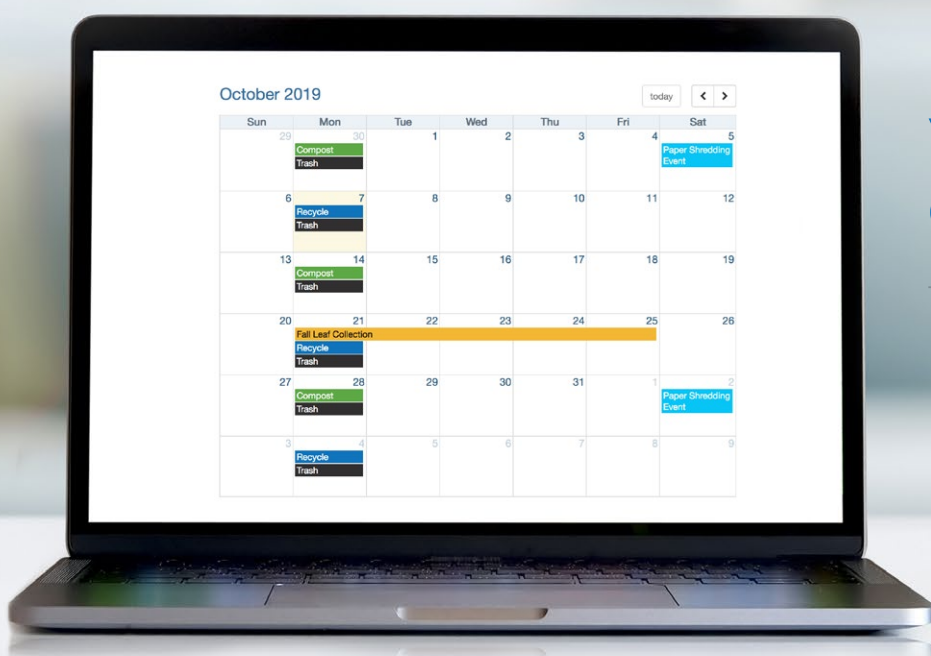 October 2019
today
Sun Mon Tue Wed Thu Fri Sat
29 30 1 2 3 4 5
Compost
Trash
Paper Shredding
Event
6 7 8 9 10 11 12
Recycle
Trash
13 14 15 16 17 18 19
Compost
Trash
20 21 22 23 24 25 26
Fall Leaf Collection
Recycle
Trash
27 28 29 30 31 1 2
Compost
Trash
Paper Shredding
Event
3 4 5 6 7 8 9
Recycle
Trash